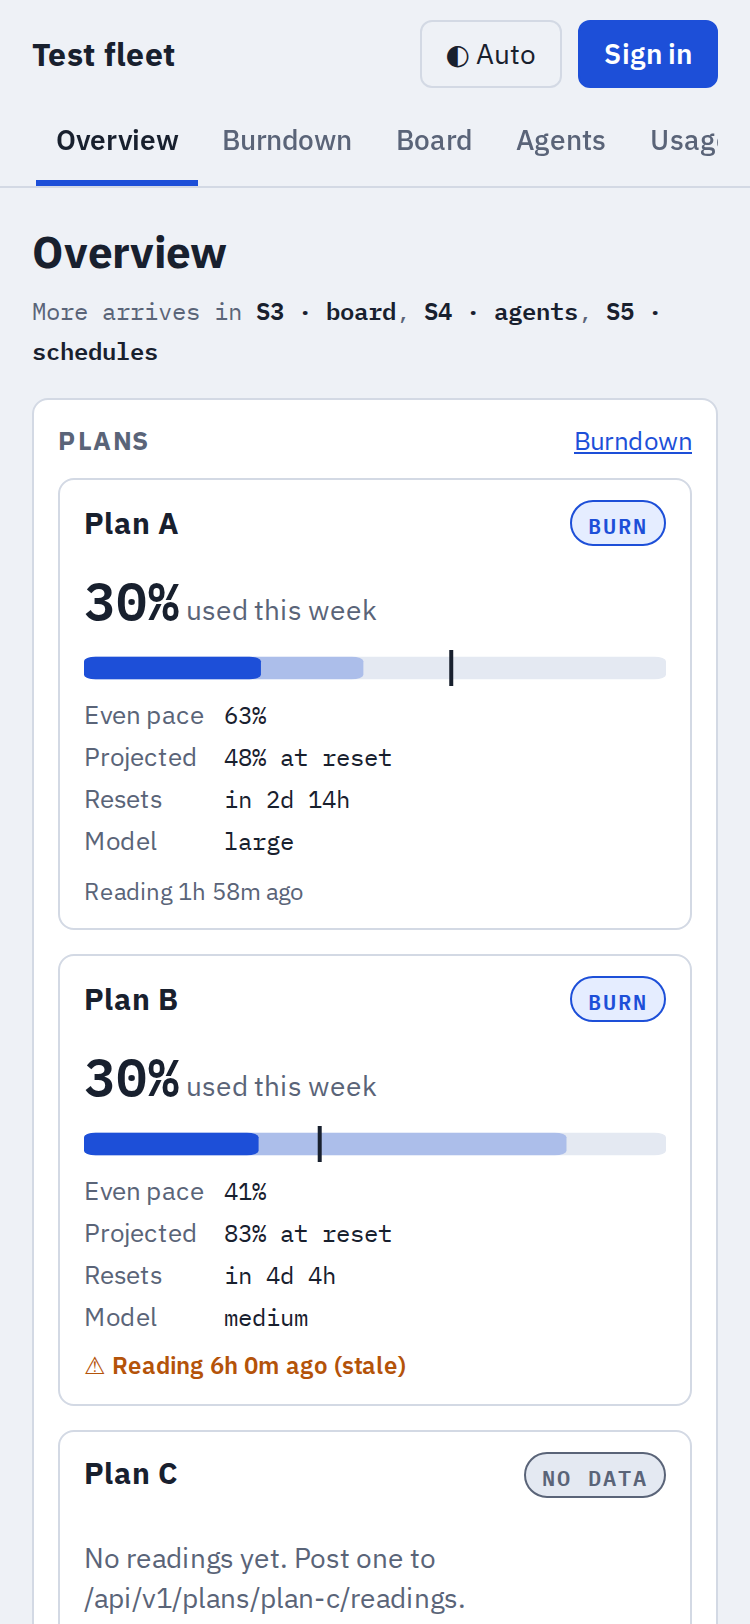 Test fleet
◐ Auto
Sign in
Overview
Burndown
Board
Agents
Overview
More arrives in S3 · board, S4 · agents, S5 ·
schedules
PLANS
Burndown
Plan A
BURN
30% used this week
Even pace 63%
Projected 48% at reset
Resets in 2d 14h
Model large
Reading 1h 58m ago
Plan B
BURN
30% used this week
Even pace 41%
Projected 83% at reset
Resets in 4d 4h
Model medium
⚠ Reading 6h 0m ago (stale)
Plan C
NO DATA
No readings yet. Post one to
/api/v1/plans/plan-c/readings.